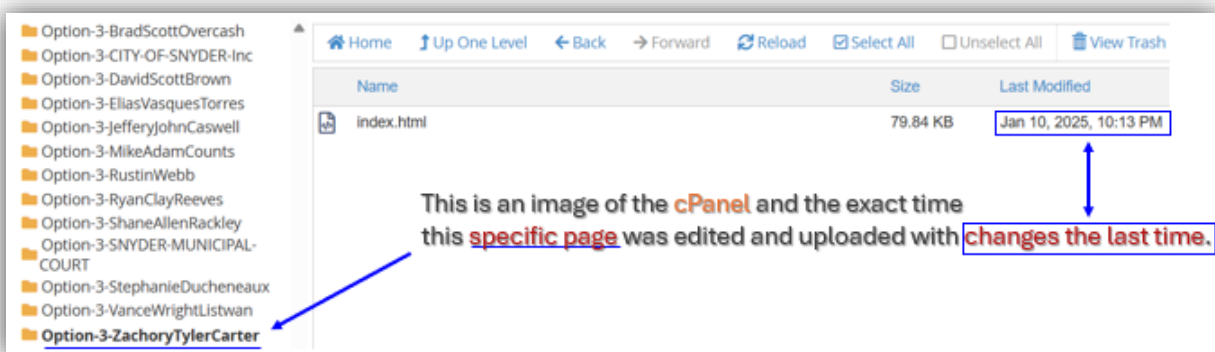 Option-3-BradScottOvercash
Option-3-CITY-OF-SNYDER-Inc
Option-3-DavidScottBrown
Option-3-EliasVasquesTorres
Option-3-JefferyJohnCaswell
Option-3-MikeAdamCounts
Option-3-RustinWebb
Option-3-RyanClayReeves
Option-3-ShaneAllenRackley
Option-3-SNYDER-MUNICIPAL-
COURT
Option-3-StephanieDucheneaux
Option-3-VanceWrightListwan
Option-3-ZachoryTylerCarter
Home Up One Level Back Forward Reload Select All Unselect All View Trash
Name Size Last Modified
index.html 79.84 KB Jan 10, 2025, 10:13 PM
This is an image of the cPanel and the exact time
this specific page was edited and uploaded with changes the last time.